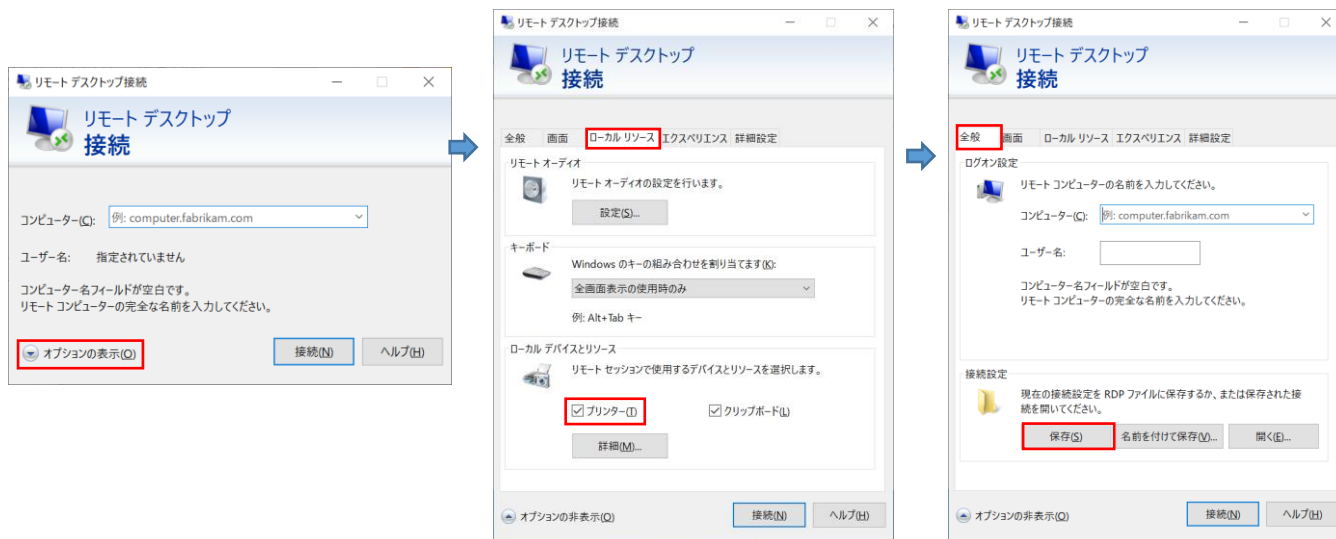 リモート デスクトップ接続
リモート デスクトップ
接続
コンピューター(C):
例: computer.fabrikam.com
ユーザー名:
指定されていません
コンピューター名フィールドが空白です。
リモート コンピューターの完全な名前を入力してください。
オプションの表示(O)
接続(N)
ヘルプ(H)
リモート デスクトップ接続
リモート デスクトップ
接続
全般 画面 ローカル リソース エクスペリエンス 詳細設定
リモート オーディオ
リモート オーディオの設定を行います。
設定(S)...
キーボード
Windows のキーの組み合わせを割り当てます(K):
全画面表示の使用時のみ
例: Alt+Tab キー
ローカル デバイスとリソース
リモート セッションで使用するデバイスとリソースを選択します。
プリンター(T)
クリップボード(L)
詳細(M)...
オプションの非表示(O)
接続(N)
ヘルプ(H)
リモート デスクトップ接続
リモート デスクトップ
接続
全般 画面 ローカル リソース エクスペリエンス 詳細設定
ログオン設定
リモート コンピューターの名前を入力してください。
コンピューター(C):
例: computer.fabrikam.com
ユーザー名:
コンピューター名フィールドが空白です。
リモート コンピューターの完全な名前を入力してください。
接続設定
現在の接続設定を RDP ファイルに保存するか、または保存された接
続を開いてください。
保存(S)
名前を付けて保存(V)...
開く(E)...
オプションの非表示(O)
接続(N)
ヘルプ(H)